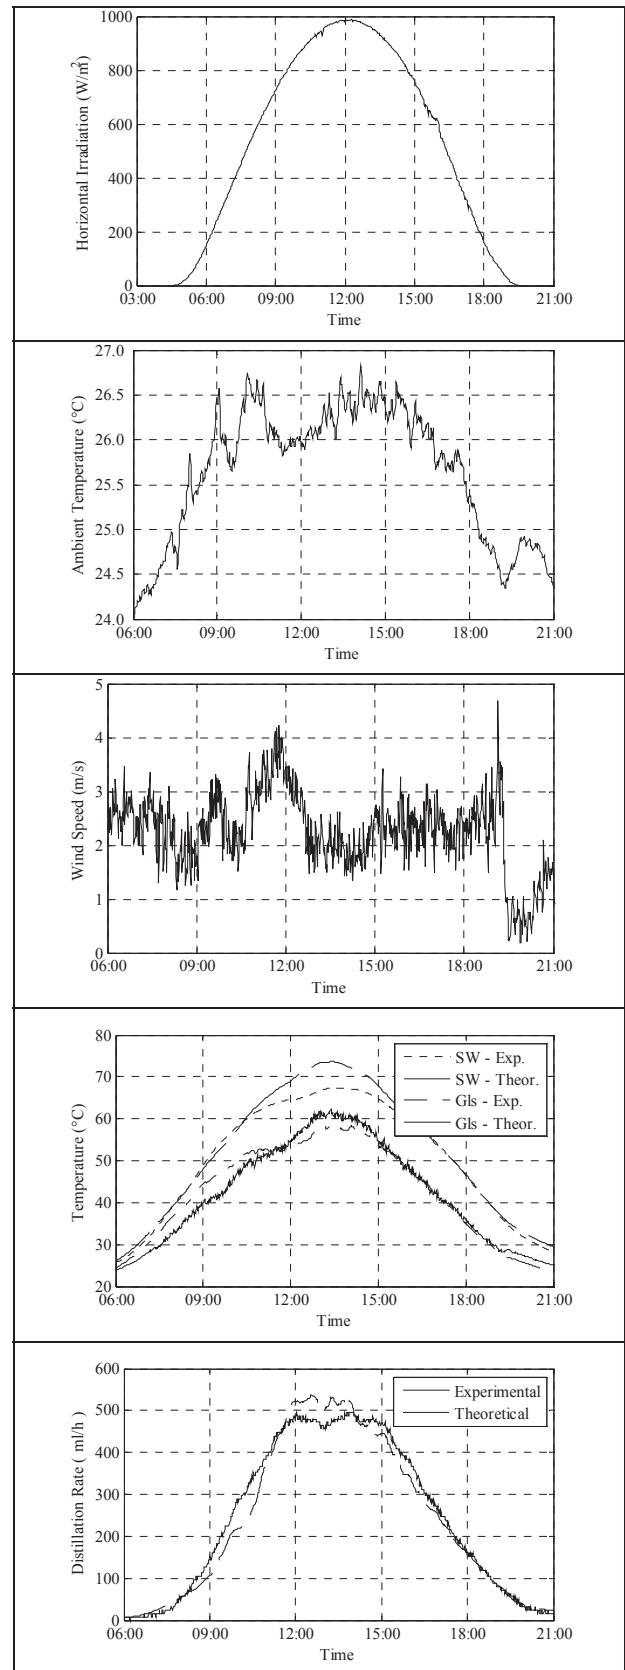 1000
800
600
400
200
0
Horizontal Irradiation (W/m²)
03:00 06:00 09:00 12:00 15:00 18:00 21:00
Time
27.0
26.5
26.0
25.5
25.0
24.5
24.0
Ambient Temperature (°C)
06:00 09:00 12:00 15:00 18:00 21:00
Time
5
4
3
2
1
0
Wind Speed (m/s)
06:00 09:00 12:00 15:00 18:00 21:00
Time
80
70
60
50
40
30
20
Temperature (°C)
SW - Exp.
SW - Theor.
Gls - Exp.
Gls - Theor.
06:00 09:00 12:00 15:00 18:00 21:00
Time
600
500
400
300
200
100
0
Distillation Rate ( ml/h )
Experimental
Theoretical
06:00 09:00 12:00 15:00 18:00 21:00
Time